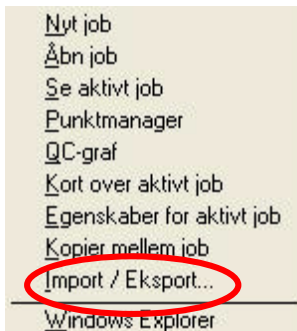 Nyt job
Åbn job
Se aktivt job
Punktmanager
QC-graf
Kort over aktivt job
Egenskaber for aktivt job
Kopier mellem job
Import / Eksport...
Windows Explorer